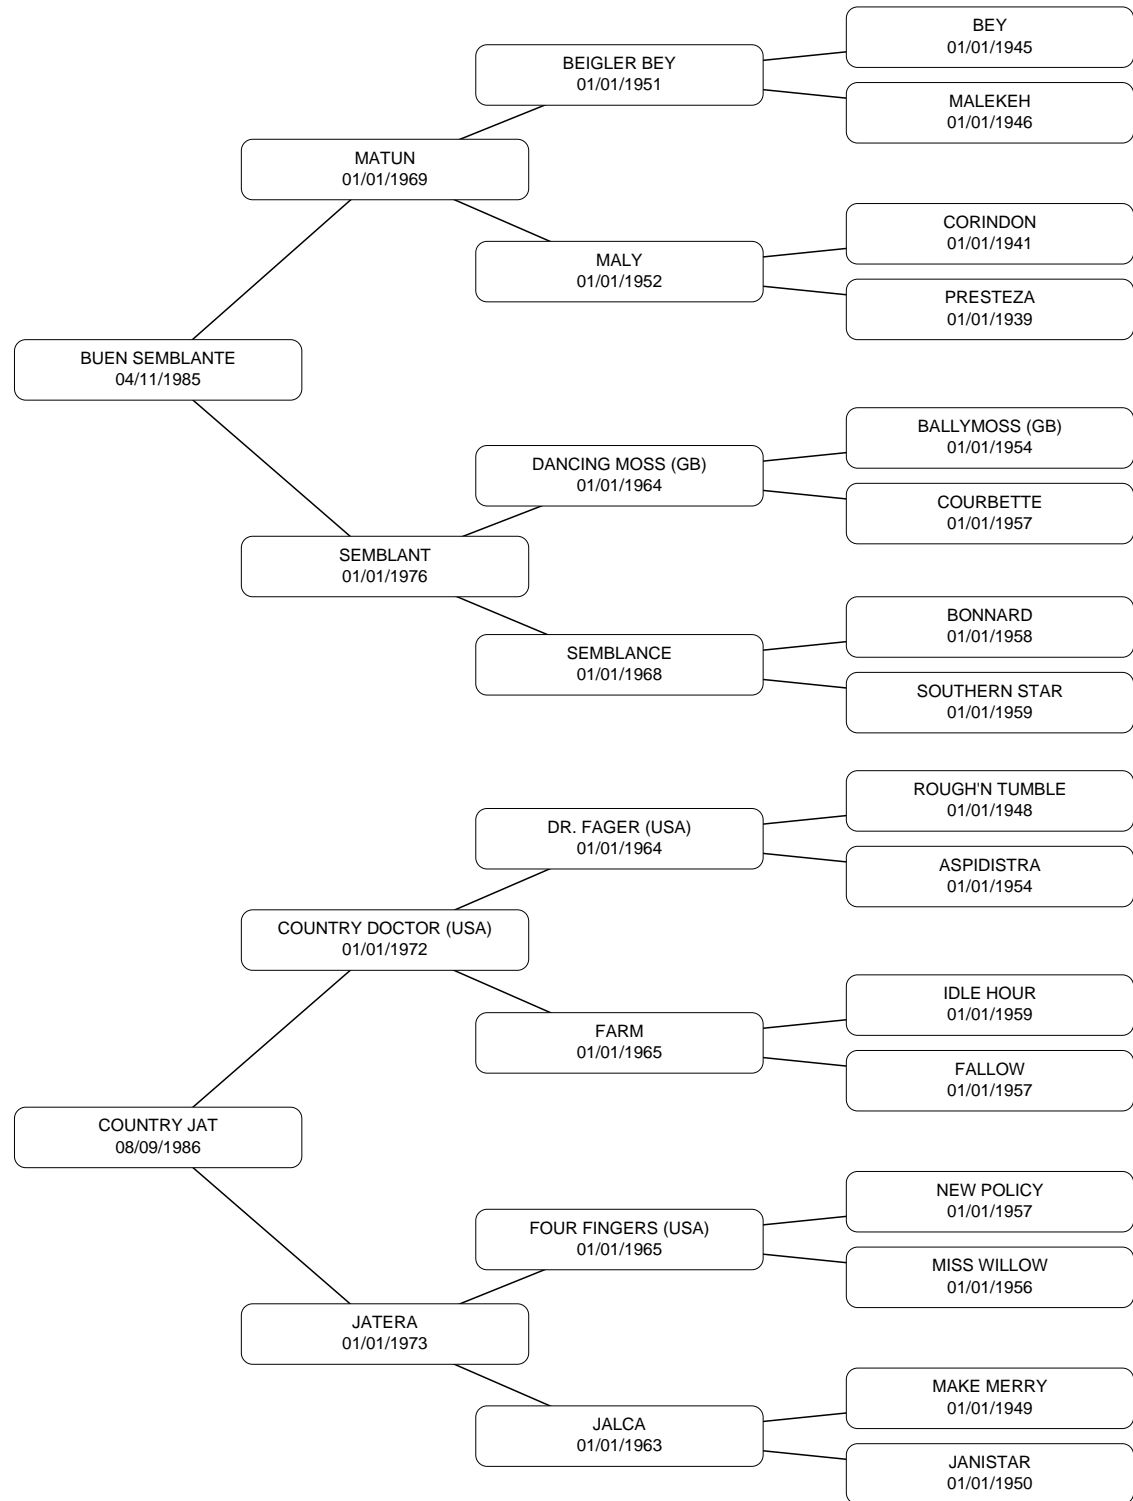 BEY
01/01/1945
BEIGLER BEY
01/01/1951
MALEKEH
01/01/1946
MATUN
01/01/1969
CORINDON
01/01/1941
MALY
01/01/1952
PRESTEZA
01/01/1939
BUEN SEMBLANTE
04/11/1985
BALLYMOSS (GB)
01/01/1954
DANCING MOSS (GB)
01/01/1964
COURBETTE
01/01/1957
SEMBLANT
01/01/1976
BONNARD
01/01/1958
SEMBLANCE
01/01/1968
SOUTHERN STAR
01/01/1959
ROUGH'N TUMBLE
01/01/1948
DR. FAGER (USA)
01/01/1964
ASPIDISTRA
01/01/1954
COUNTRY DOCTOR (USA)
01/01/1972
IDLE HOUR
01/01/1959
FARM
01/01/1965
FALLOW
01/01/1957
COUNTRY JAT
08/09/1986
NEW POLICY
01/01/1957
FOUR FINGERS (USA)
01/01/1965
MISS WILLOW
01/01/1956
JATERA
01/01/1973
MAKE MERRY
01/01/1949
JALCA
01/01/1963
JANISTAR
01/01/1950